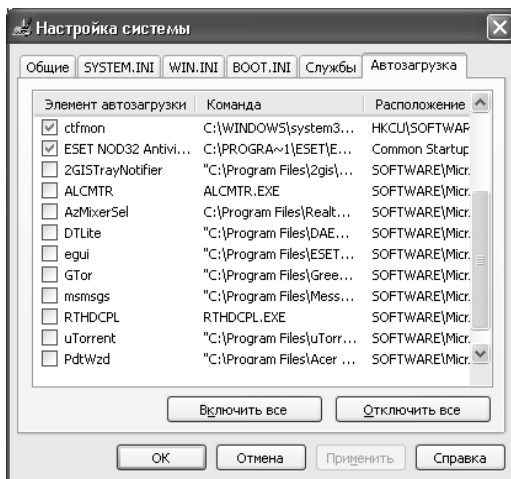 Настройка системы
Общие SYSTEM.INI WIN.INI BOOT.INI Службы Автозагрузка
Элемент автозагрузки Команда Расположение
ctfmon C:\WINDOWS\system3... HKCU\SOFTWAR
ESET NOD32 Antivi... C:\PROGRA~1\ESET\E... Common Startup
2GISTrayNotifier "C:\Program Files\2gis\... SOFTWARE\Micr.
ALCMTR ALCMTR.EXE SOFTWARE\Micr.
AzMixerSel C:\Program Files\Realt... SOFTWARE\Micr.
DTLite "C:\Program Files\DAE... SOFTWARE\Micr.
egui "C:\Program Files\ESET... SOFTWARE\Micr.
GTor "C:\Program Files\Gree... SOFTWARE\Micr.
msmsgs "C:\Program Files\Mess... SOFTWARE\Micr.
RTHDCPL RTHDCPL.EXE SOFTWARE\Micr.
uTorrent "C:\Program Files\uTorr... SOFTWARE\Micr.
PdtWzd "C:\Program Files\Acer ... SOFTWARE\Micr.
Включить все Отключить все
OK Отмена Применить Справка